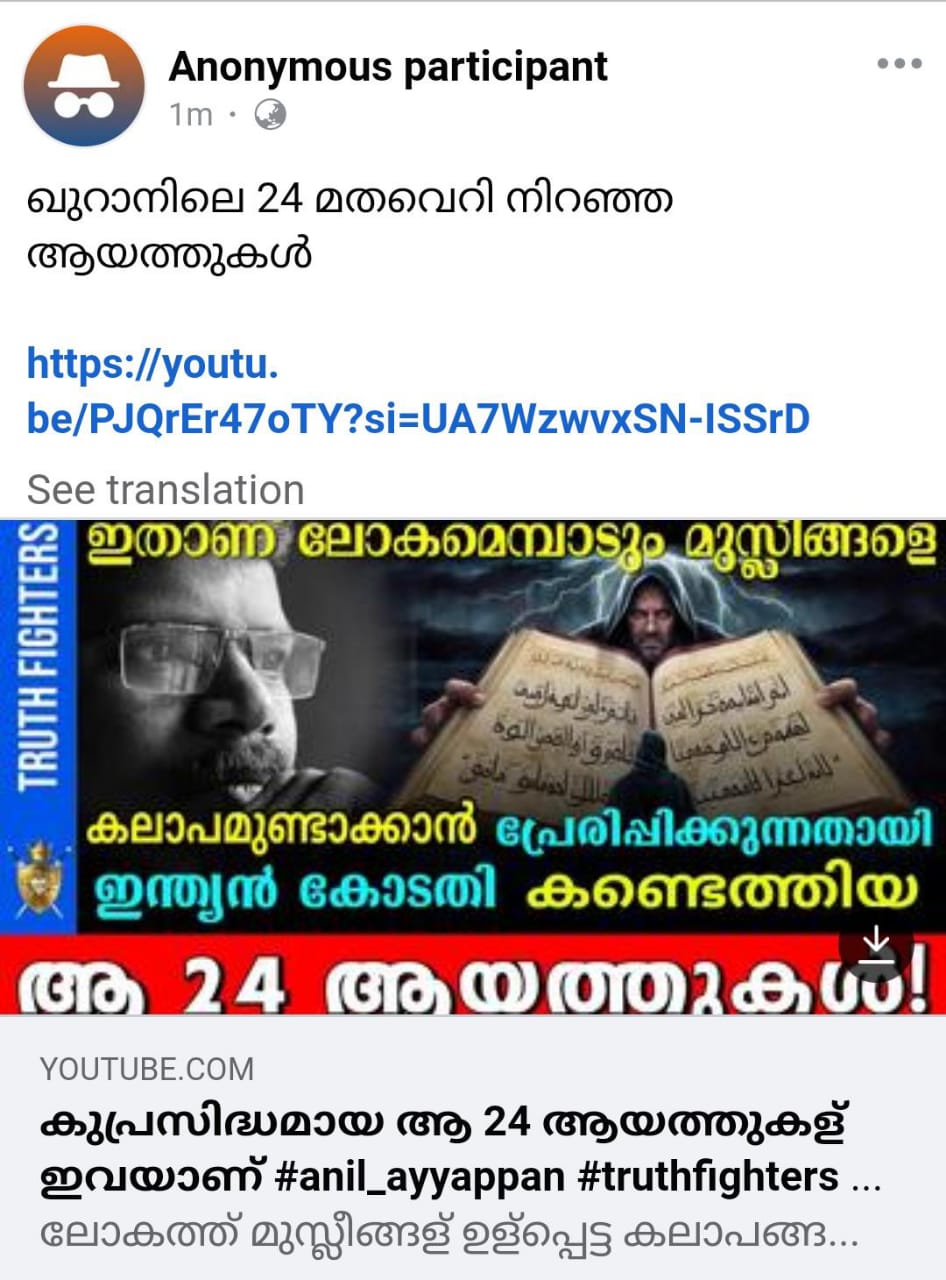 Anonymous participant
1m
ഖുറാനിലെ 24 മതവെറി നിറഞ്ഞ
ആയത്തുകൾ
https://youtu.
be/PJQrEr47oTY?si=UA7WzwvxSN-ISSrD
See translation
TRUTH FIGHTERS
ഇതാണ് ലോകമെമ്പാടും മുസ്ലിങ്ങളെ
കലാപമുണ്ടാക്കാൻ പ്രേരിപ്പിക്കുന്നതായി
ഇന്ത്യൻ കോടതി കണ്ടെത്തിയ
ആ 24 ആയത്തുകൾ!
YOUTUBE.COM
കുപ്രസിദ്ധമായ ആ 24 ആയത്തുകള്
ഇവയാണ് #anil_ayyappan #truthfighters ...
ലോകത്ത് മുസ്ലീങ്ങള് ഉള്പ്പെട്ട കലാപങ്ങ...